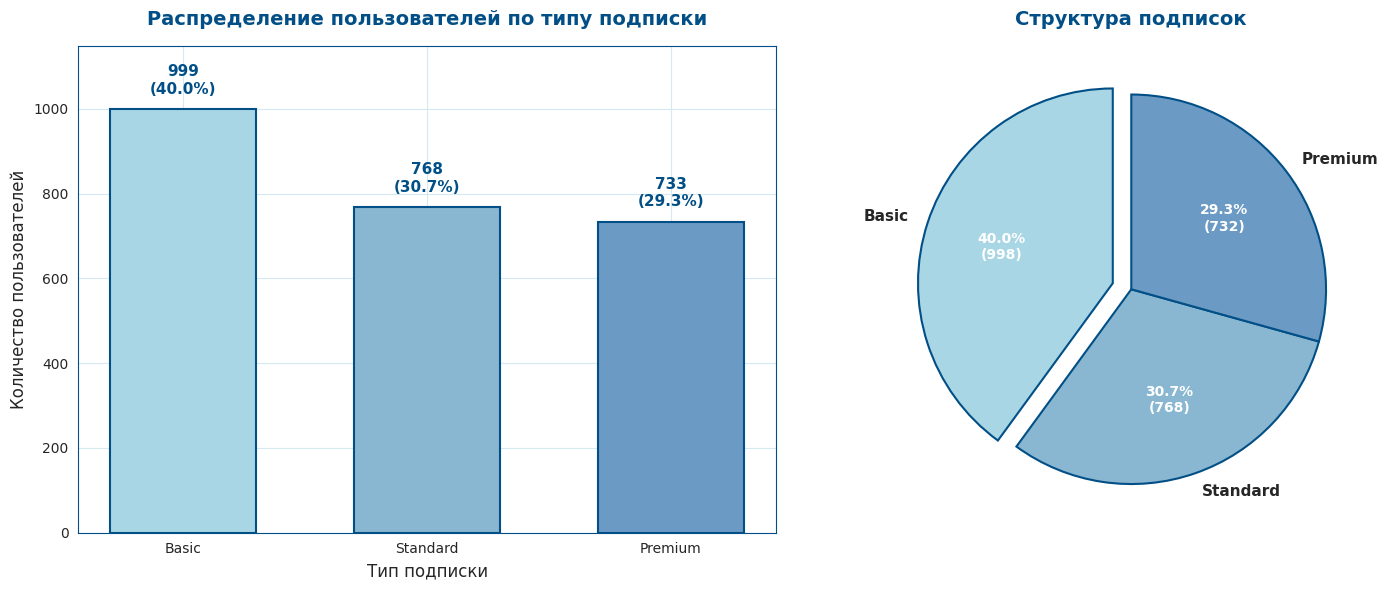 Распределение пользователей по типу подписки
Количество пользователей
1000
800
600
400
200
0
999
(40.0%)
768
(30.7%)
733
(29.3%)
Basic
Standard
Premium
Тип подписки
Структура подписок
Premium
29.3%
(732)
Basic
40.0%
(998)
30.7%
(768)
Standard